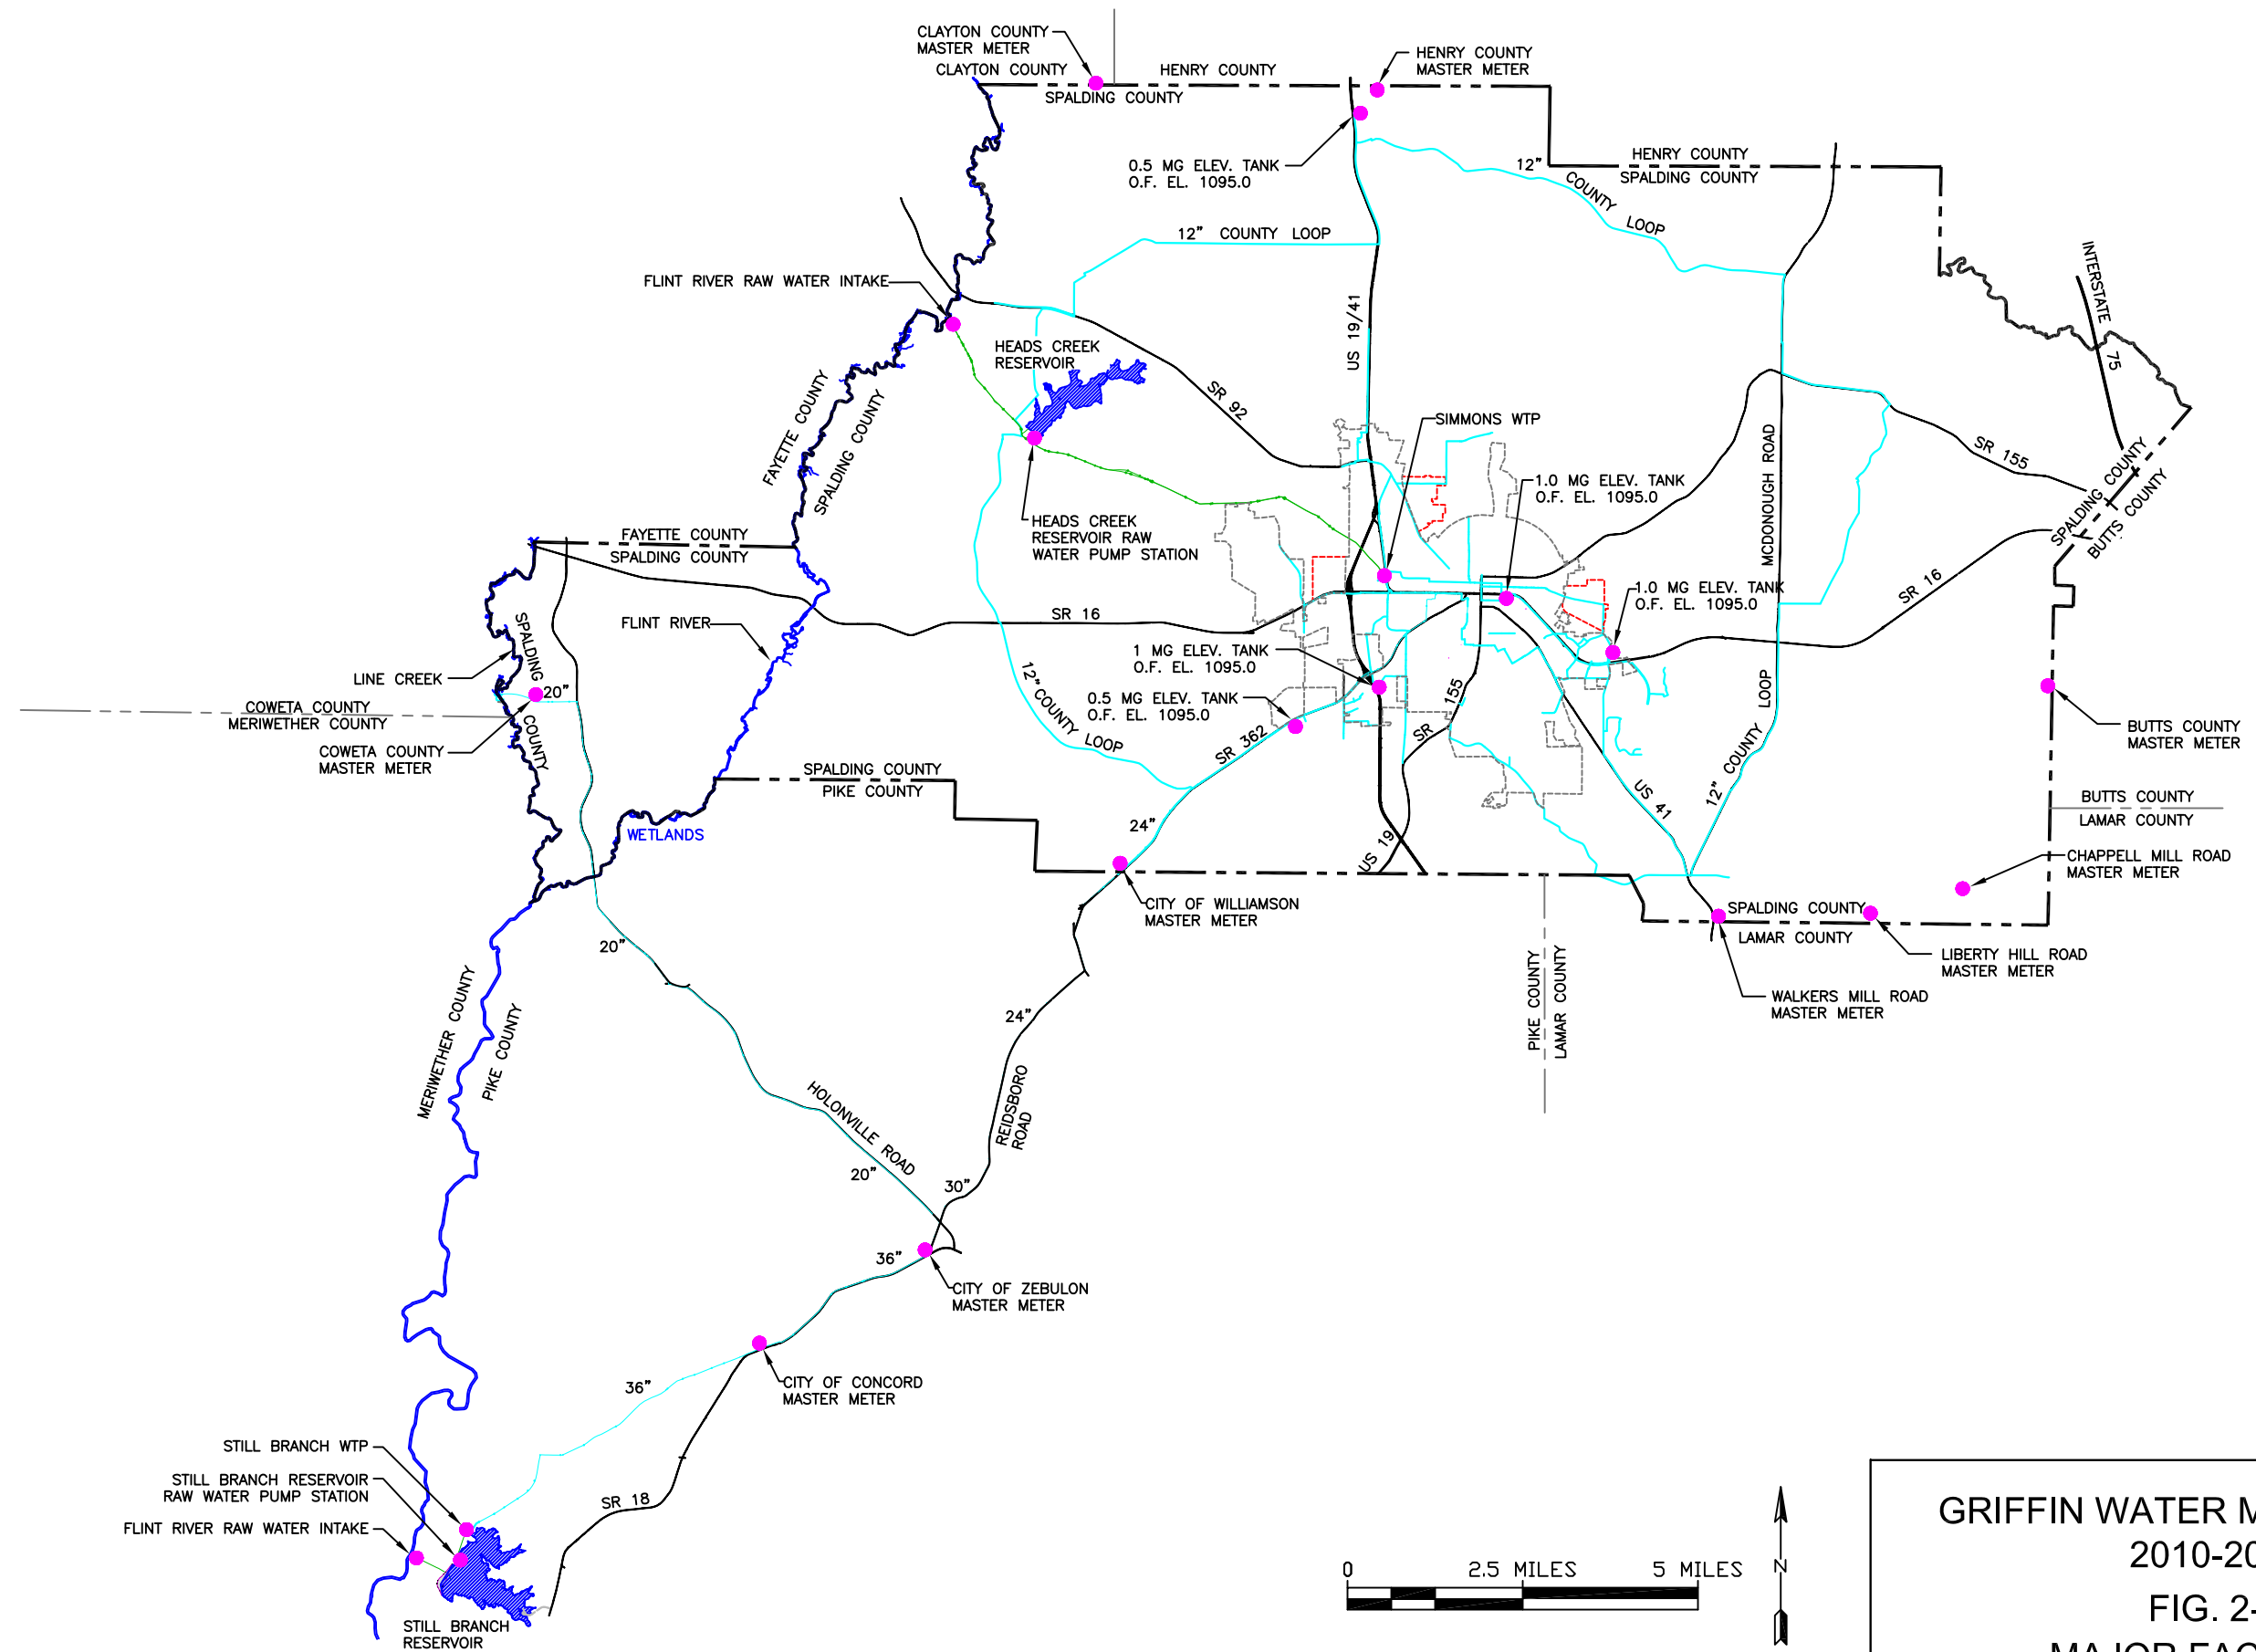 CLAYTON COUNTY
MASTER METER
CLAYTON COUNTY
HENRY COUNTY
SPALDING COUNTY
HENRY COUNTY
MASTER METER
0.5 MG ELEV. TANK
O.F. EL. 1095.0
12"
COUNTY LOOP
HENRY COUNTY
SPALDING COUNTY
12" COUNTY LOOP
FLINT RIVER RAW WATER INTAKE
INTERSTATE
75
US 19/41
HEADS CREEK
RESERVOIR
FAYETTE COUNTY
SPALDING COUNTY
SR 92
SIMMONS WTP
MCDONOUGH ROAD
SR 155
SPALDING COUNTY
BUTTS COUNTY
1.0 MG ELEV. TANK
O.F. EL. 1095.0
HEADS CREEK
RESERVOIR RAW
WATER PUMP STATION
FAYETTE COUNTY
SPALDING COUNTY
1.0 MG ELEV. TANK
O.F. EL. 1095.0
SR 16
SR 16
FLINT RIVER
SPALDING
COUNTY
LINE CREEK
20"
1 MG ELEV. TANK
O.F. EL. 1095.0
0.5 MG ELEV. TANK
O.F. EL. 1095.0
12" COUNTY LOOP
SR 155
SR 362
COWETA COUNTY
MERIWETHER COUNTY
COWETA COUNTY
MASTER METER
BUTTS COUNTY
MASTER METER
12" COUNTY LOOP
US 41
SPALDING COUNTY
PIKE COUNTY
BUTTS COUNTY
LAMAR COUNTY
WETLANDS
24"
US 19
CHAPPELL MILL ROAD
MASTER METER
CITY OF WILLIAMSON
MASTER METER
SPALDING COUNTY
LAMAR COUNTY
LIBERTY HILL ROAD
MASTER METER
WALKERS MILL ROAD
MASTER METER
PIKE COUNTY
LAMAR COUNTY
20"
MERIWETHER COUNTY
PIKE COUNTY
24"
REIDSBORO
ROAD
HOLONVILLE ROAD
20"
30"
36"
CITY OF ZEBULON
MASTER METER
CITY OF CONCORD
MASTER METER
36"
STILL BRANCH WTP
STILL BRANCH RESERVOIR
RAW WATER PUMP STATION
FLINT RIVER RAW WATER INTAKE
SR 18
STILL BRANCH
RESERVOIR
0 2.5 MILES 5 MILES
N
GRIFFIN WATER M
2010-20
FIG. 2-
MAJOR FAC